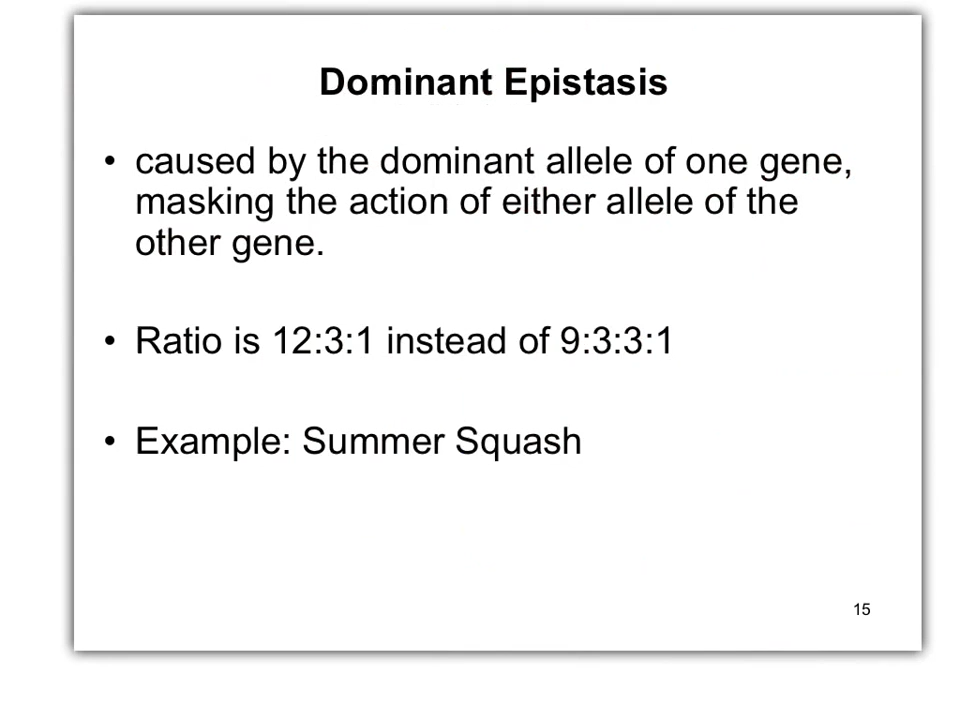 Dominant Epistasis
• caused by the dominant allele of one gene,
masking the action of either allele of the
other gene.
• Ratio is 12:3:1 instead of 9:3:3:1
• Example: Summer Squash
15